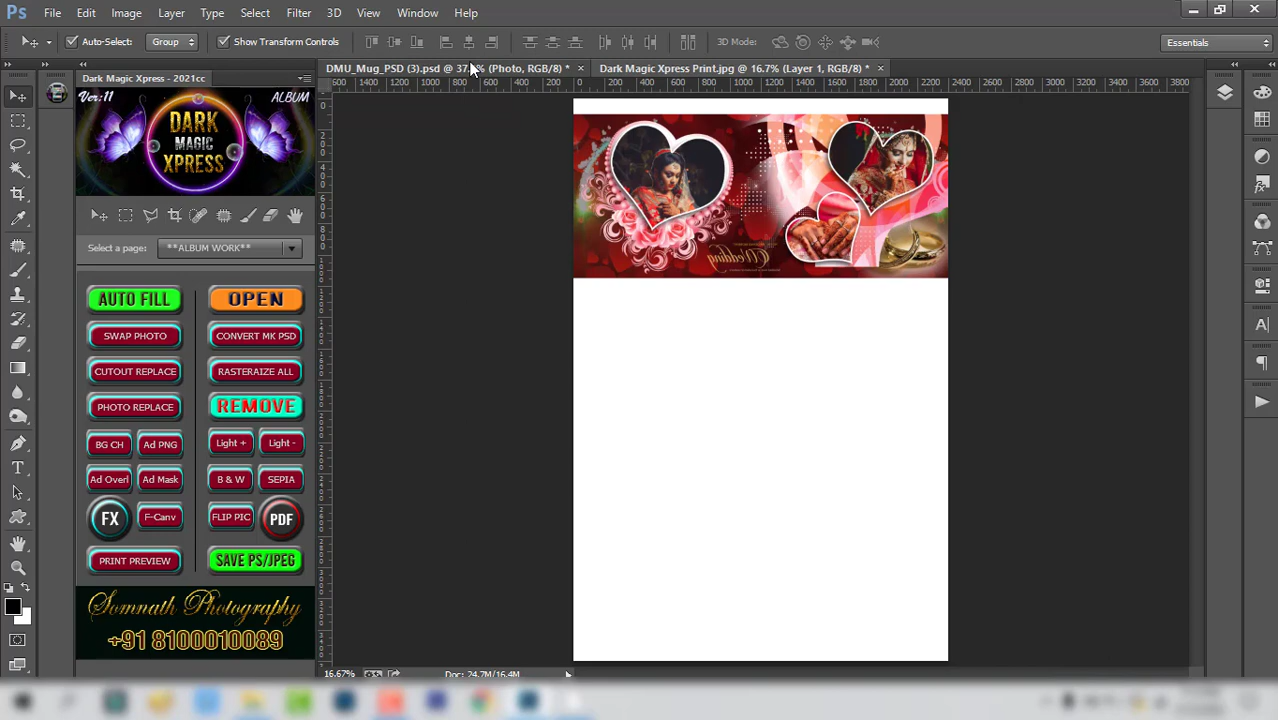 Ps File Edit Image Layer Type Select Filter 3D View Window Help
Auto-Select: Group Show Transform Controls 3D Mode: Essentials
Dark Magic Xpress - 2021cc
DMU_Mug_PSD (3).psd @ 37.5% (Photo, RGB/8) * × Dark Magic Xpress Print.jpg @ 16.7% (Layer 1, RGB/8) * ×
Ver:11 ALBUM
DARK
MAGIC
XPRESS
Select a page: **ALBUM WORK**
AUTO FILL OPEN
SWAP PHOTO CONVERT MK PSD
CUTOUT REPLACE RASTERAIZE ALL
PHOTO REPLACE REMOVE
BG CH Ad PNG Light + Light -
Ad Overl Ad Mask B & W SEPIA
FX F-Canv FLIP PIC PDF
PRINT PREVIEW SAVE PS/JPEG
Somnath Photography
+91 8100010089
Wedding
16.67% Doc: 24.7M/16.4M